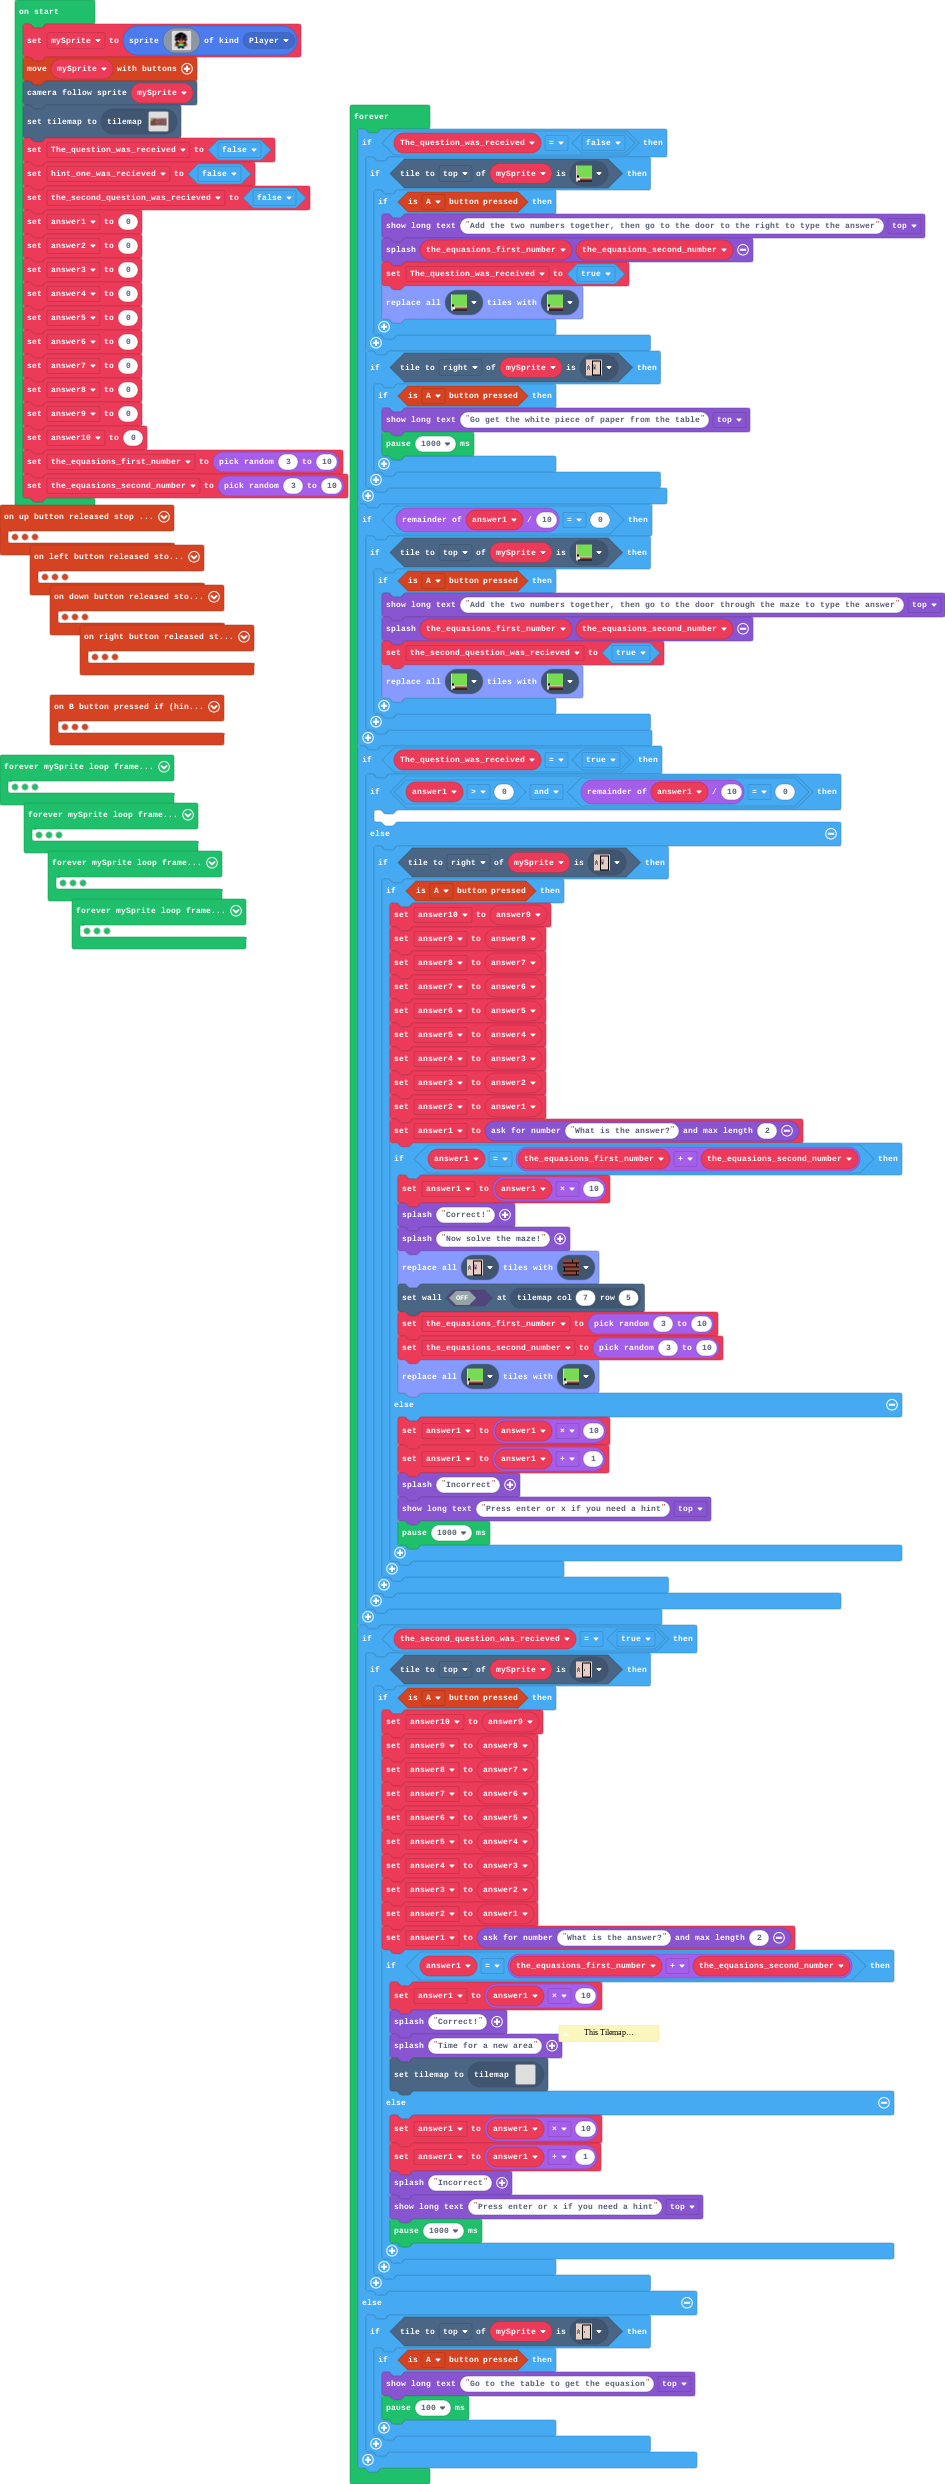 on start
set mySprite to sprite of kind Player
move mySprite with buttons
camera follow sprite mySprite
set tilemap to tilemap
set The_question_was_received to false
set hint_one_was_recieved to false
set the_second_question_was_recieved to false
set answer1 to 0
set answer2 to 0
set answer3 to 0
set answer4 to 0
set answer5 to 0
set answer6 to 0
set answer7 to 0
set answer8 to 0
set answer9 to 0
set answer10 to 0
set the_equasions_first_number to pick random 3 to 10
set the_equasions_second_number to pick random 3 to 10
on up button released stop ...
on left button released sto...
on down button released sto...
on right button released st...
on B button pressed if (hin...
forever mySprite loop frame...
forever mySprite loop frame...
forever mySprite loop frame...
forever mySprite loop frame...
forever
if The_question_was_received = false then
if tile to top of mySprite is then
if is A button pressed then
show long text "Add the two numbers together, then go to the door to the right to type the answer" top
splash the_equasions_first_number the_equasions_second_number
set The_question_was_received to true
replace all tiles with
if tile to right of mySprite is then
if is A button pressed then
show long text "Go get the white piece of paper from the table" top
pause 1000 ms
if remainder of answer1 / 10 = 0 then
if tile to top of mySprite is then
if is A button pressed then
show long text "Add the two numbers together, then go to the door through the maze to type the answer" top
splash the_equasions_first_number the_equasions_second_number
set the_second_question_was_recieved to true
replace all tiles with
if The_question_was_received = true then
if answer1 > 0 and remainder of answer1 / 10 = 0 then
else
if tile to right of mySprite is then
if is A button pressed then
set answer10 to answer9
set answer9 to answer8
set answer8 to answer7
set answer7 to answer6
set answer6 to answer5
set answer5 to answer4
set answer4 to answer3
set answer3 to answer2
set answer2 to answer1
set answer1 to ask for number "What is the answer?" and max length 2
if answer1 = the_equasions_first_number + the_equasions_second_number then
set answer1 to answer1 × 10
splash "Correct!"
splash "Now solve the maze!"
replace all tiles with
set wall OFF at tilemap col 7 row 5
set the_equasions_first_number to pick random 3 to 10
set the_equasions_second_number to pick random 3 to 10
replace all tiles with
else
set answer1 to answer1 × 10
set answer1 to answer1 + 1
splash "Incorrect"
show long text "Press enter or x if you need a hint" top
pause 1000 ms
if the_second_question_was_recieved = true then
if tile to top of mySprite is then
if is A button pressed then
set answer10 to answer9
set answer9 to answer8
set answer8 to answer7
set answer7 to answer6
set answer6 to answer5
set answer5 to answer4
set answer4 to answer3
set answer3 to answer2
set answer2 to answer1
set answer1 to ask for number "What is the answer?" and max length 2
if answer1 = the_equasions_first_number + the_equasions_second_number then
set answer1 to answer1 × 10
splash "Correct!"
This Tilemap...
splash "Time for a new area"
set tilemap to tilemap
else
set answer1 to answer1 × 10
set answer1 to answer1 + 1
splash "Incorrect"
show long text "Press enter or x if you need a hint" top
pause 1000 ms
else
if tile to top of mySprite is then
if is A button pressed then
show long text "Go to the table to get the equasion" top
pause 100 ms